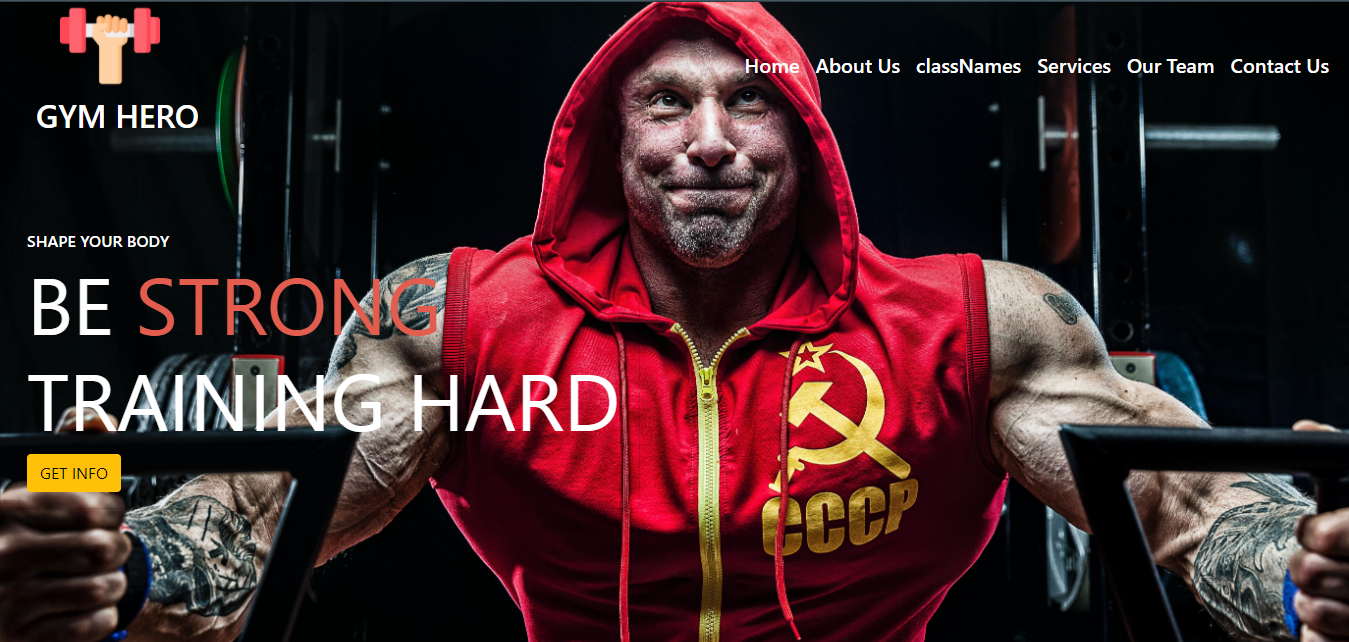 GYM HERO
Home About Us classNames Services Our Team Contact Us
SHAPE YOUR BODY
BE STRONG
TRAINING HARD
GET INFO
СССР